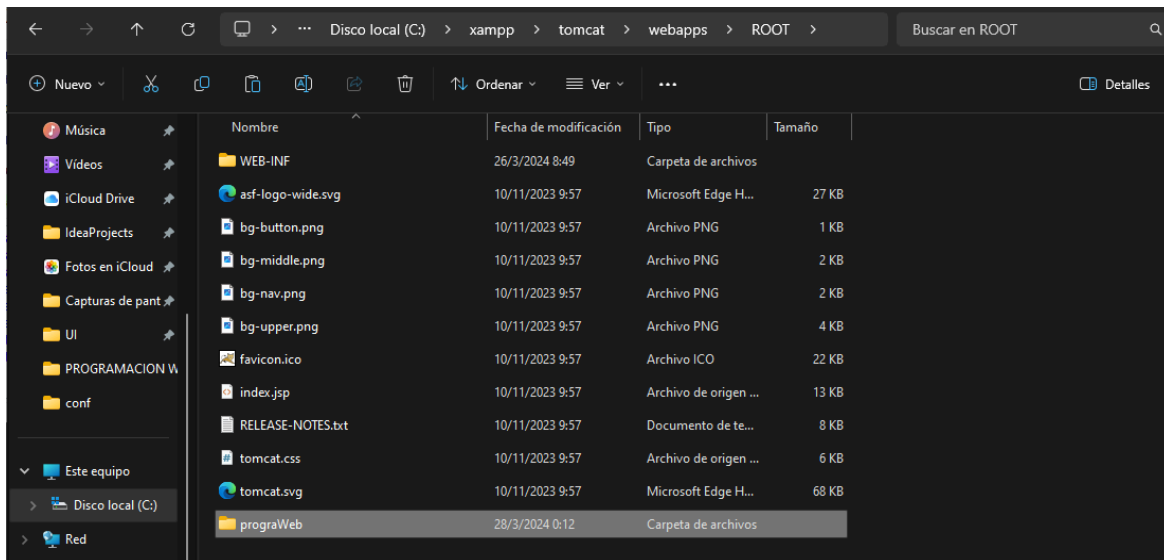 Disco local (C:) > xampp > tomcat > webapps > ROOT >
Buscar en ROOT
Nuevo
Ordenar
Ver
Detalles
Música
Vídeos
iCloud Drive
IdeaProjects
Fotos en iCloud
Capturas de pant
UI
PROGRAMACION W
conf
Este equipo
Disco local (C:)
Red
Nombre Fecha de modificación Tipo Tamaño
WEB-INF 26/3/2024 8:49 Carpeta de archivos
asf-logo-wide.svg 10/11/2023 9:57 Microsoft Edge H... 27 KB
bg-button.png 10/11/2023 9:57 Archivo PNG 1 KB
bg-middle.png 10/11/2023 9:57 Archivo PNG 2 KB
bg-nav.png 10/11/2023 9:57 Archivo PNG 2 KB
bg-upper.png 10/11/2023 9:57 Archivo PNG 4 KB
favicon.ico 10/11/2023 9:57 Archivo ICO 22 KB
index.jsp 10/11/2023 9:57 Archivo de origen ... 13 KB
RELEASE-NOTES.txt 10/11/2023 9:57 Documento de te... 8 KB
tomcat.css 10/11/2023 9:57 Archivo de origen ... 6 KB
tomcat.svg 10/11/2023 9:57 Microsoft Edge H... 68 KB
prograWeb 28/3/2024 0:12 Carpeta de archivos